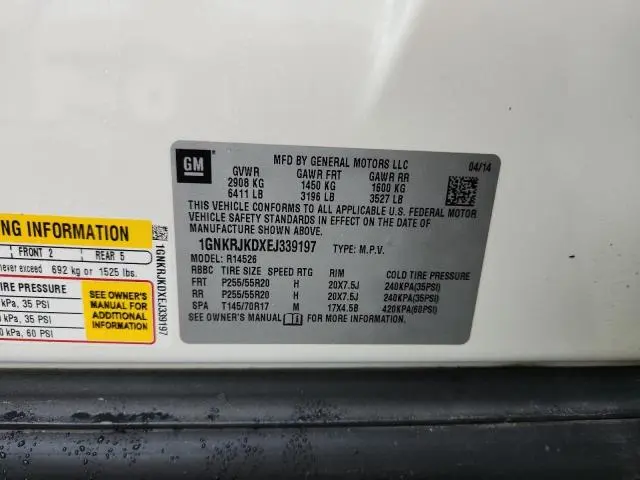 GM
MFD BY GENERAL MOTORS LLC
04/14
GVWR GAWR FRT GAWR RR
2908 KG 1450 KG 1600 KG
6411 LB 3196 LB 3527 LB
THIS VEHICLE CONFORMS TO ALL APPLICABLE U.S. FEDERAL MOTOR
VEHICLE SAFETY STANDARDS IN EFFECT ON THE DATE OF
MANUFACTURE SHOWN ABOVE.
1GNKRJKDXEJ339197 TYPE: M.P.V.
MODEL: R14526
RBBC TIRE SIZE SPEED RTG RIM COLD TIRE PRESSURE
FRT P255/55R20 H 20X7.5J 240KPA(35PSI)
RR P255/55R20 H 20X7.5J 240KPA(35PSI)
SPA T145/70R17 M 17X4.5B 420KPA(60PSI)
SEE OWNER'S MANUAL FOR MORE INFORMATION.
NG INFORMATION
FRONT 2 REAR 5
never exceed 692 kg or 1525 lbs.
RE PRESSURE
kPa, 35 PSI
kPa, 35 PSI
0 kPa, 60 PSI
SEE OWNER'S
MANUAL FOR
ADDITIONAL
INFORMATION
1GNKRJKDXEJ339197